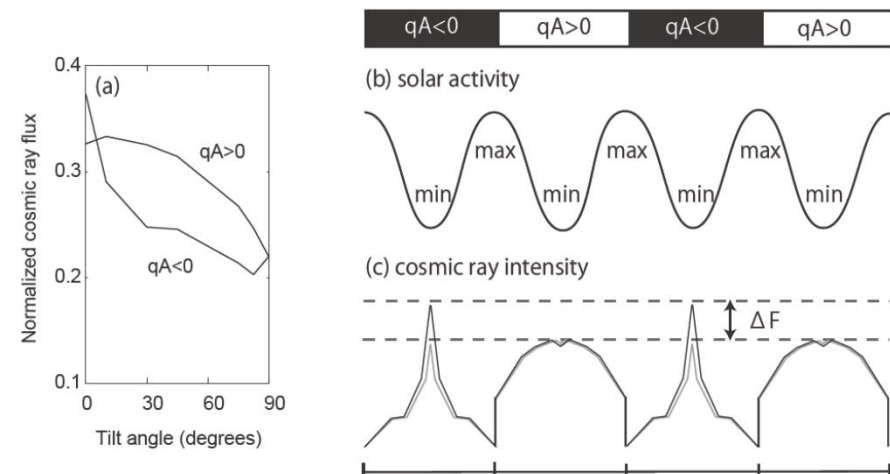 (a)
0.4
0.3
0.2
0.1
0 30 60 90
Normalized cosmic ray flux
Tilt angle (degrees)
qA>0
qA<0
qA<0 qA>0 qA<0 qA>0
(b) solar activity
max max max
min min min min
(c) cosmic ray intensity
ΔF